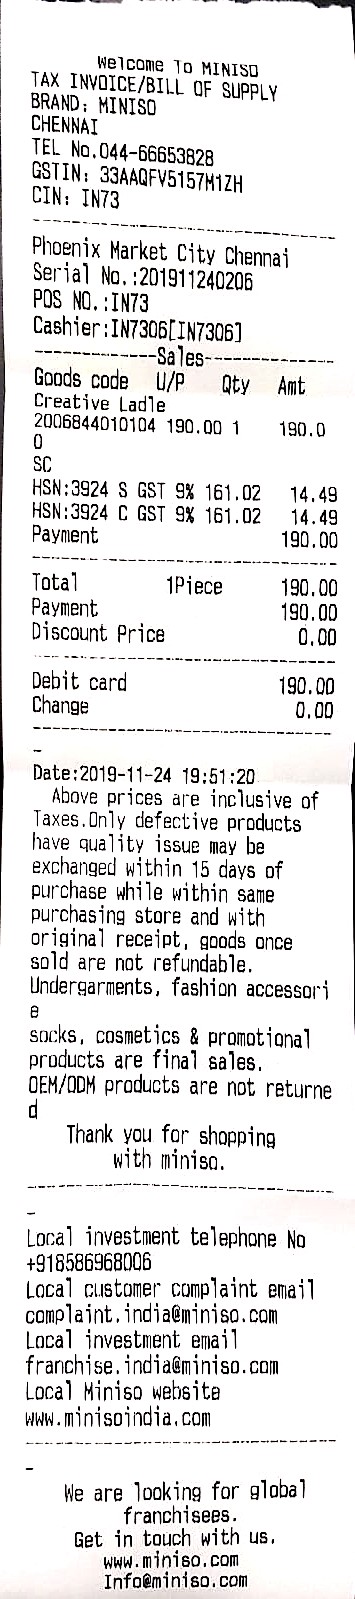 Welcome To MINISO
TAX INVOICE/BILL OF SUPPLY
BRAND: MINISO
CHENNAI
TEL No.044-66653828
GSTIN: 33AAQFV5157M1ZH
CIN: IN73
Phoenix Market City Chennai
Serial No.:201911240206
POS NO.:IN73
Cashier:IN7306[IN7306]
---------------Sales---------------
Goods code U/P Qty Amt
Creative Ladle
2006844010104 190.00 1 190.0
0
SC
HSN:3924 S GST 9% 161.02 14.49
HSN:3924 C GST 9% 161.02 14.49
Payment 190.00
Total 1Piece 190.00
Payment 190.00
Discount Price 0.00
Debit card 190.00
Change 0.00
-
Date:2019-11-24 19:51:20
Above prices are inclusive of
Taxes.Only defective products
have quality issue may be
exchanged within 15 days of
purchase while within same
purchasing store and with
original receipt, goods once
sold are not refundable.
Undergarments, fashion accessori
e
socks, cosmetics & promotional
products are final sales.
OEM/ODM products are not returne
d
Thank you for shopping
with miniso.
-
Local investment telephone No
+918586968006
Local customer complaint email
complaint.india@miniso.com
Local investment email
franchise.india@miniso.com
Local Miniso website
www.minisoindia.com
-
We are looking for global
franchisees.
Get in touch with us.
www.miniso.com
Info@miniso.com